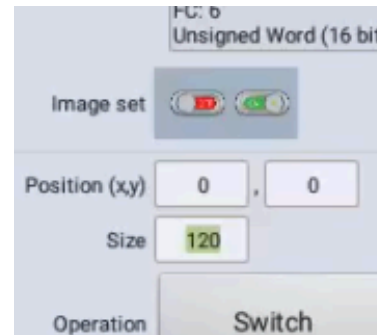 FC: 6
Unsigned Word (16 bit
Image set
Position (x,y) 0 , 0
Size 120
Operation Switch